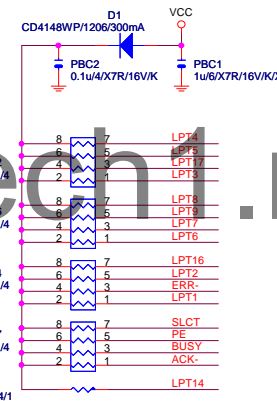 D1
VCC
CD4148WP/1206/300mA
PBC2
0.1u/4/X7R/16V/K
PBC1
1u/6/X7R/16V/K/
8 7 LPT4
6 5 LPT5
4 3 LPT17
2 1 LPT3
8 7 LPT8
6 5 LPT9
4 3 LPT7
2 1 LPT6
8 7 LPT16
6 5 LPT2
4 3 ERR-
2 1 LPT1
8 7 SLCT
6 5 PE
4 3 BUSY
2 1 ACK-
LPT14
4/1
ech1.